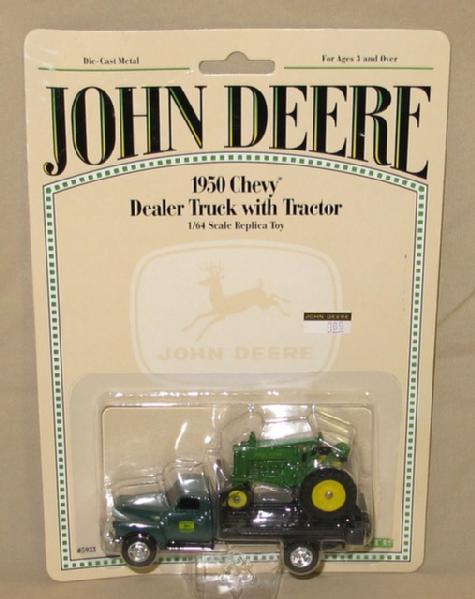 Die-Cast Metal
For Ages 3 and Over
JOHN DEERE
1950 Chevy®
Dealer Truck with Tractor
1/64 Scale Replica Toy
JOHN DEERE
JOHN DEERE
#5923